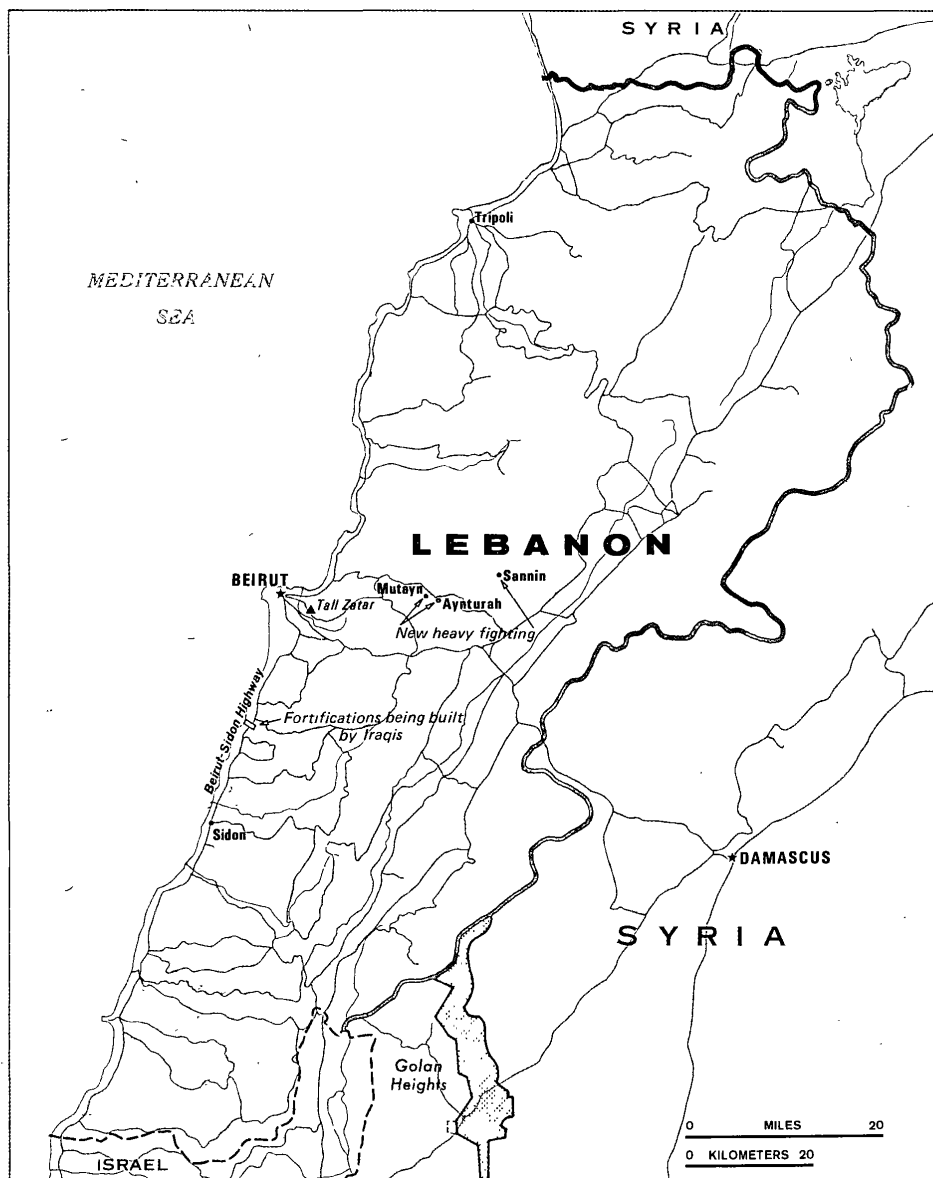 SYRIA
Tripoli
MEDITERRANEAN
SEA
LEBANON
BEIRUT
Sannin
Mutayn
Aynturah
Tall Zatar
New heavy fighting
Beirut-Sidon Highway
Fortifications being built
by Iraqis
Sidon
DAMASCUS
SYRIA
Golan
Heights
0 MILES 20
0 KILOMETERS 20
ISRAEL